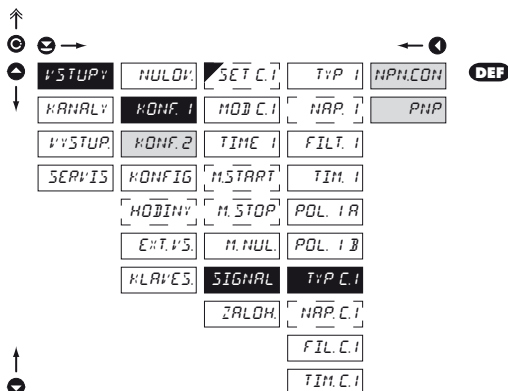 VSTUPY NULOV. SET C.1 TYP 1 NPN.CON DEF
KANALY KONF. 1 MOD C.1 NAP. 1 PNP
VYSTUP. KONF. 2 TIME 1 FILT. 1
SERVIS KONFIG M.START TIM. 1
HODINY M. STOP POL. 1 A
EXT. VS. M. NUL. POL. 1 B
KLAVES. SIGNAL TYP C.1
ZALOH. NAP. C.1
FIL. C.1
TIM. C.1